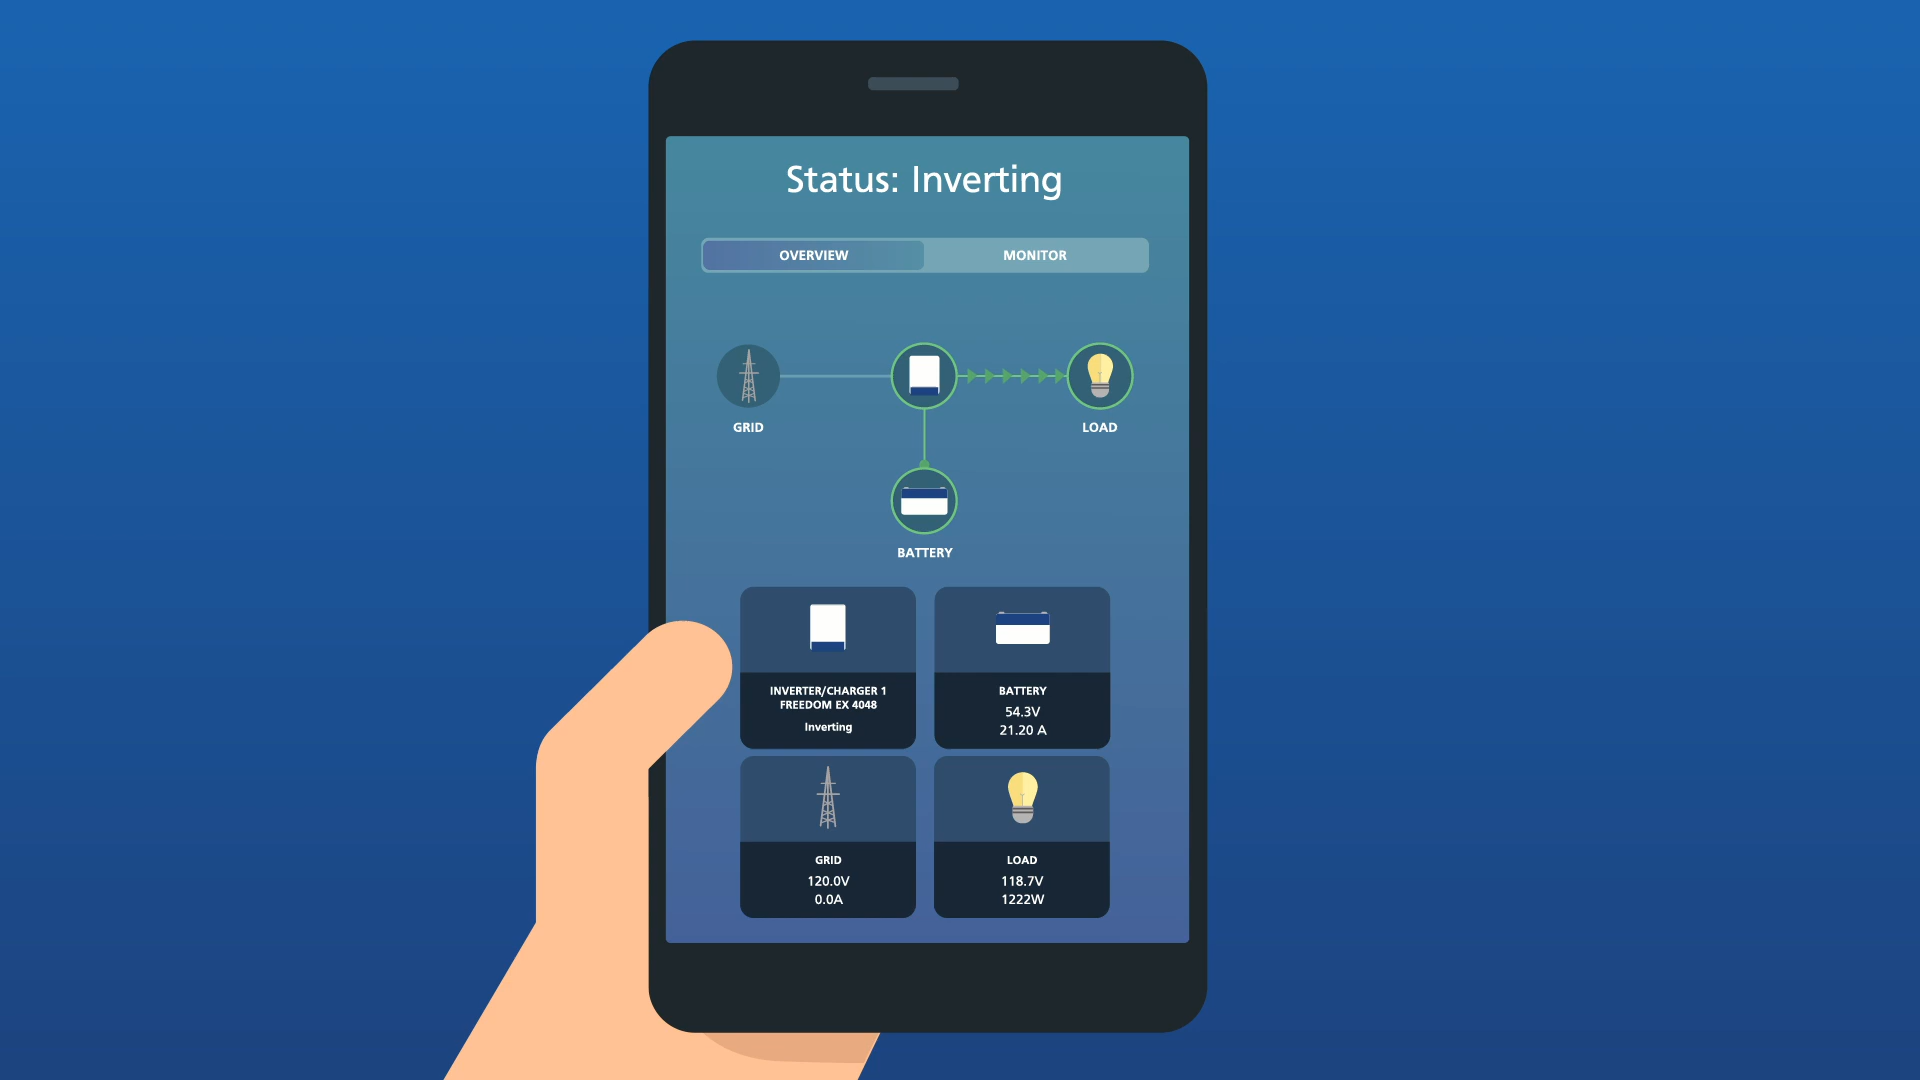 Status: Inverting
OVERVIEW
MONITOR
GRID
LOAD
BATTERY
INVERTER/CHARGER 1
FREEDOM EX 4048
Inverting
BATTERY
54.3V
21.20 A
GRID
120.0V
0.0A
LOAD
118.7V
1222W